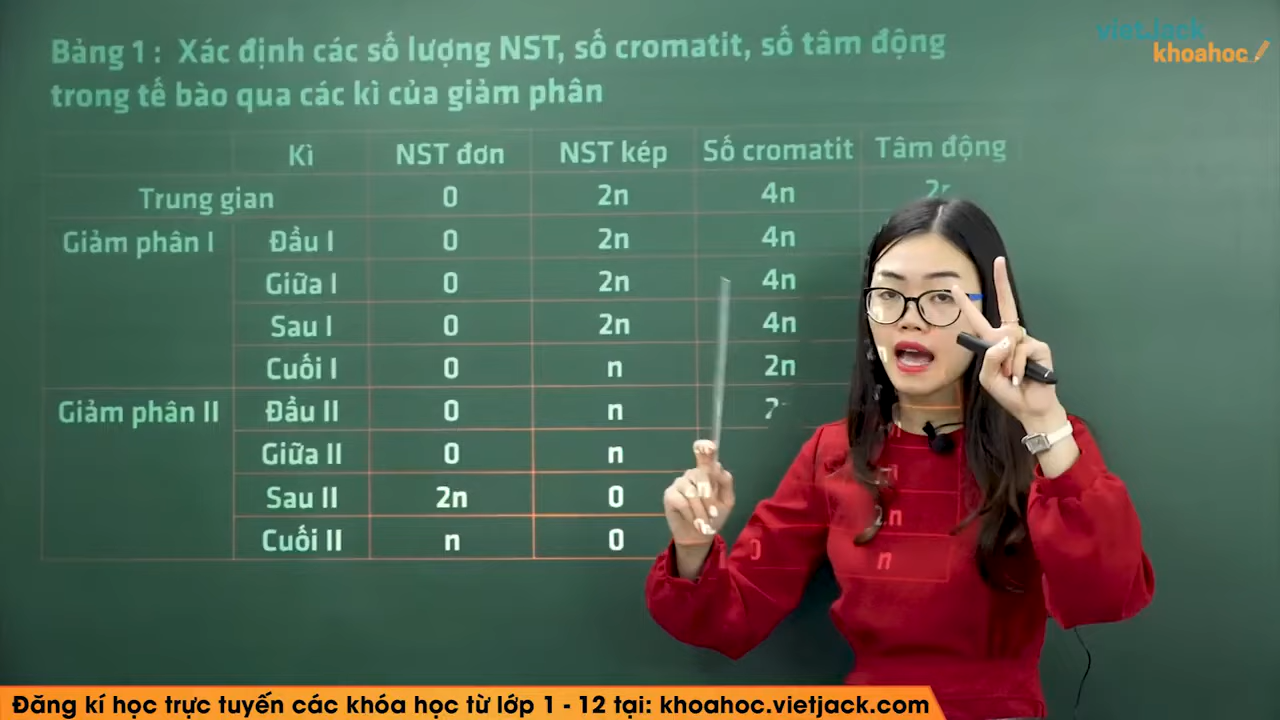 vietjack
khoahoc
Bảng 1 : Xác định các số lượng NST, số cromatit, số tâm động
trong tế bào qua các kì của giảm phân
Kì NST đơn NST kép Số cromatit Tâm động
Trung gian 0 2n 4n
Giảm phân I Đầu I 0 2n 4n
Giữa I 0 2n 4n
Sau I 0 2n 4n
Cuối I 0 n 2n
Giảm phân II Đầu II 0 n
Giữa II 0 n
Sau II 2n 0 2n
Cuối II n 0 0 n
Đăng kí học trực tuyến các khóa học từ lớp 1 - 12 tại: khoahoc.vietjack.com